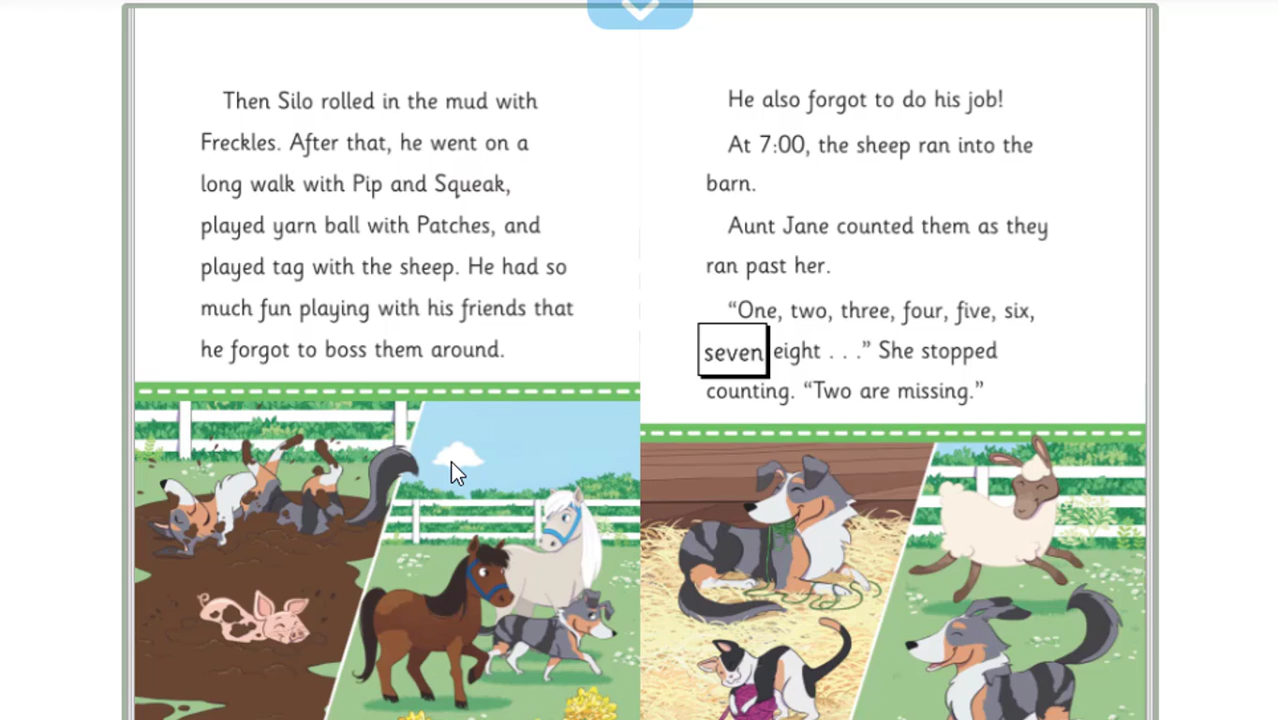 Then Silo rolled in the mud with
Freckles. After that, he went on a
long walk with Pip and Squeak,
played yarn ball with Patches, and
played tag with the sheep. He had so
much fun playing with his friends that
he forgot to boss them around.
He also forgot to do his job!
At 7:00, the sheep ran into the
barn.
Aunt Jane counted them as they
ran past her.
“One, two, three, four, five, six,
seven eight . . .” She stopped
counting. “Two are missing.”